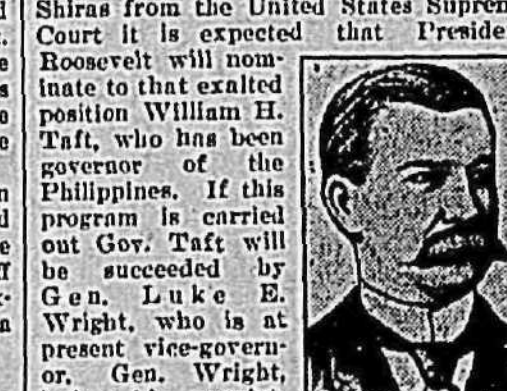 Shiras from the United States Suprem
Court it is expected that Preside
Roosevelt will nom-
inate to that exalted
position William H.
Taft, who has been
governor of the
Philippines. If this
program is carried
out Gov. Taft will
be succeeded by
Gen. Luke E.
Wright, who is at
present vice-govern-
or. Gen. Wright,